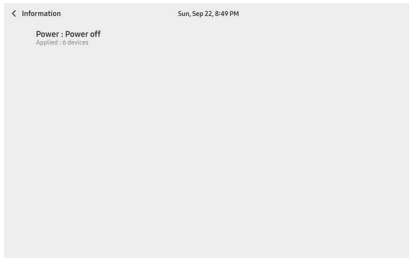 Information
Sun, Sep 22, 8:49 PM
Power : Power off
Applied : 6 devices